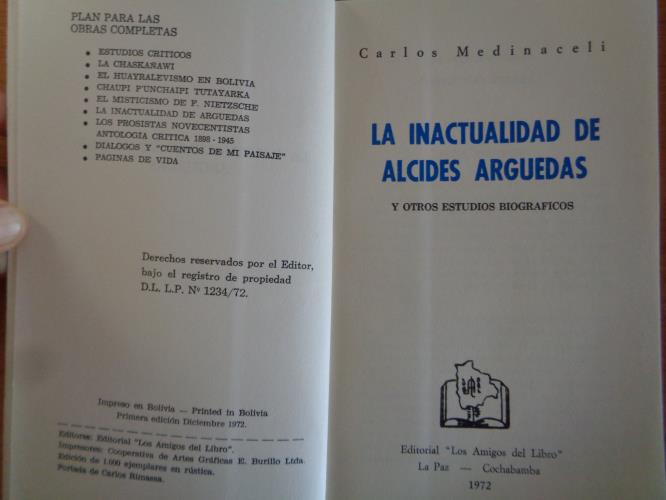 PLAN PARA LAS
OBRAS COMPLETAS
• ESTUDIOS CRITICOS
• LA CHASKAÑAWI
• EL HUAYRALEVISMO EN BOLIVIA
• CHAUPI P'UNCHAIPI TUTAYARKA
• EL MISTICISMO DE F. NIETZSCHE
• LA INACTUALIDAD DE ARGUEDAS
• LOS PROSISTAS NOVECENTISTAS
ANTOLOGIA CRITICA 1898 - 1945
• DIALOGOS Y "CUENTOS DE MI PAISAJE"
• PAGINAS DE VIDA
Derechos reservados por el Editor,
bajo el registro de propiedad
D.L. L.P. Nº 1234/72.
Impreso en Bolivia — Printed in Bolivia
Primera edición Diciembre 1972.
Editores: Editorial "Los Amigos del Libro".
Impresores: Cooperativa de Artes Gráficas E. Burillo Ltda.
Edición de 1.000 ejemplares en rústica.
Portada de Carlos Rimassa.
Carlos Medinaceli
LA INACTUALIDAD DE
ALCIDES ARGUEDAS
Y OTROS ESTUDIOS BIOGRAFICOS
Editorial "Los Amigos del Libro"
La Paz — Cochabamba
1972